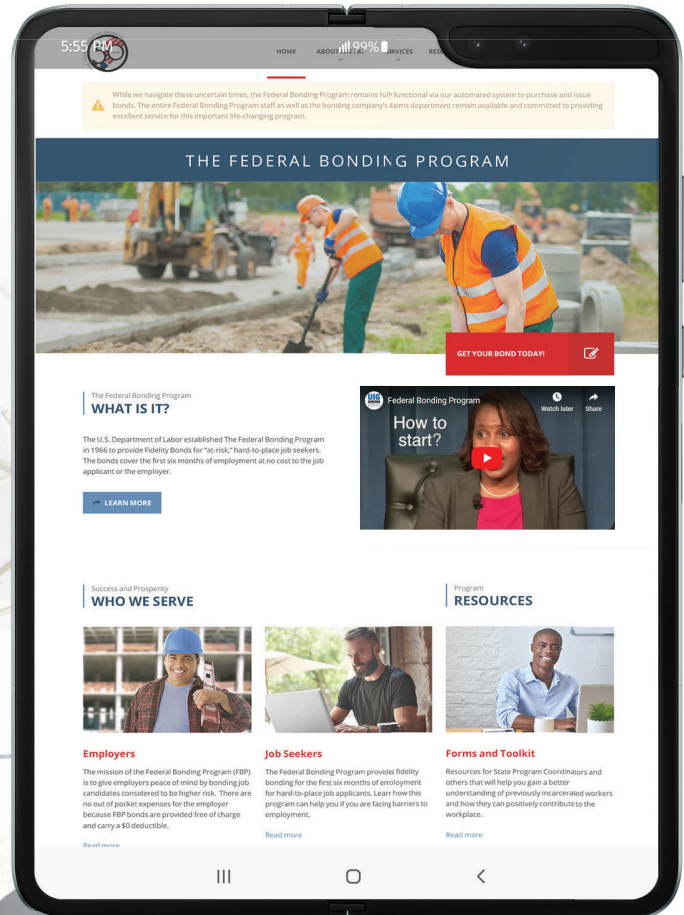 5:55 PM
99%
HOME
ABOUT
SERVICES
While we navigate these uncertain times, the Federal Bonding Program remains fully functional via our automated system to purchase and issue
bonds. The entire Federal Bonding Program staff as well as the bonding company's claims department remain available and committed to providing
excellent service for this important life-changing program.
THE FEDERAL BONDING PROGRAM
GET YOUR BOND TODAY!
The Federal Bonding Program
WHAT IS IT?
The U.S. Department of Labor established The Federal Bonding Program
in 1966 to provide Fidelity Bonds for "at-risk," hard-to-place job seekers.
The bonds cover the first six months of employment at no cost to the job
applicant or the employer.
LEARN MORE
UIG
Federal Bonding Program
Watch later
Share
How to
start?
Success and Prosperity
WHO WE SERVE
Program
RESOURCES
Employers
The mission of the Federal Bonding Program (FBP)
is to give employers peace of mind by bonding job
candidates considered to be higher risk. There are
no out of pocket expenses for the employer
because FBP bonds are provided free of charge
and carry a $0 deductible.
Read more
Job Seekers
The Federal Bonding Program provides fidelity
bonding for the first six months of employment
for hard-to-place job applicants. Learn how this
program can help you if you are facing barriers to
employment.
Read more
Forms and Toolkit
Resources for State Program Coordinators and
others that will help you gain a better
understanding of previously incarcerated workers
and how they can positively contribute to the
workplace.
Read more